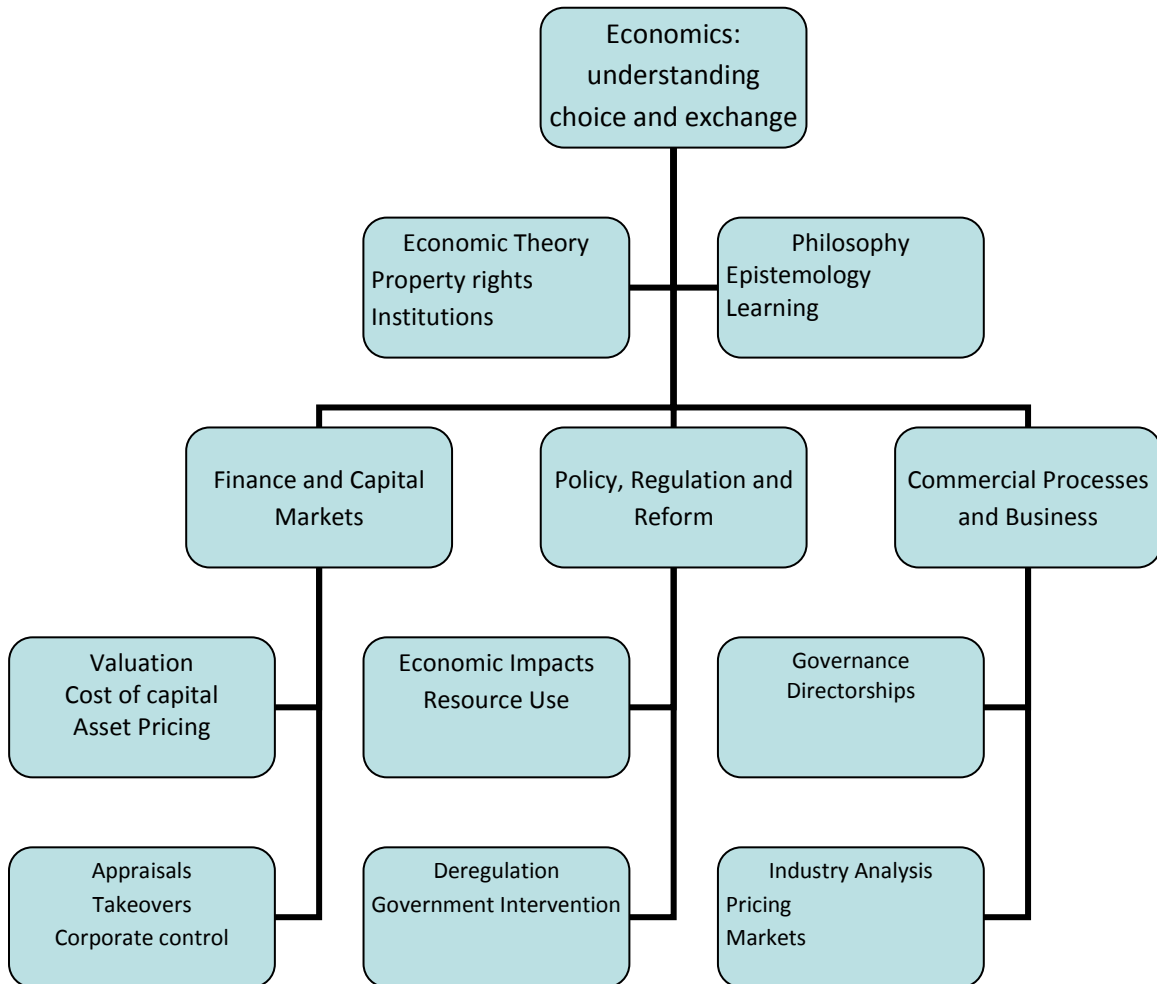 Economics:
understanding
choice and exchange
Economic Theory
Property rights
Institutions
Philosophy
Epistemology
Learning
Finance and Capital
Markets
Policy, Regulation and
Reform
Commercial Processes
and Business
Valuation
Cost of capital
Asset Pricing
Economic Impacts
Resource Use
Governance
Directorships
Appraisals
Takeovers
Corporate control
Deregulation
Government Intervention
Industry Analysis
Pricing
Markets